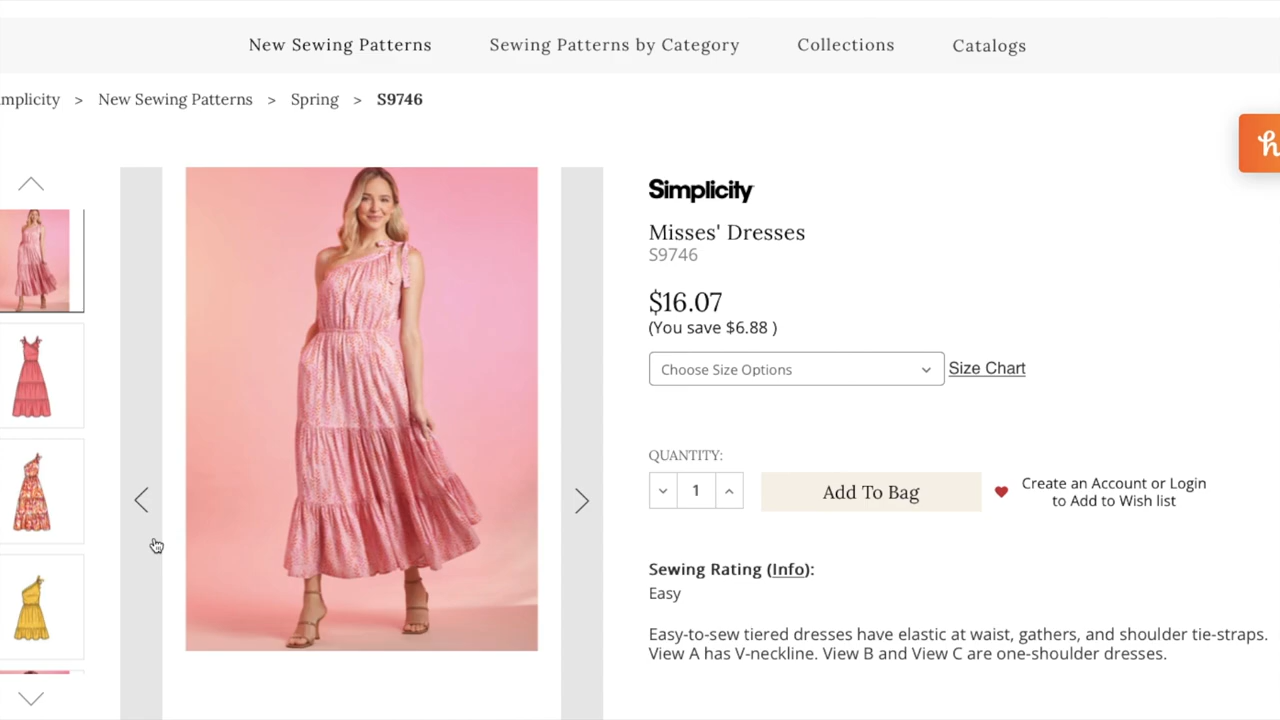 New Sewing Patterns
Sewing Patterns by Category
Collections
Catalogs
mplicity > New Sewing Patterns > Spring > S9746
h
Simplicity
Misses' Dresses
S9746
$16.07
(You save $6.88 )
Choose Size Options
Size Chart
QUANTITY:
1
Add To Bag
Create an Account or Login
to Add to Wish list
Sewing Rating (Info):
Easy
Easy-to-sew tiered dresses have elastic at waist, gathers, and shoulder tie-straps.
View A has V-neckline. View B and View C are one-shoulder dresses.